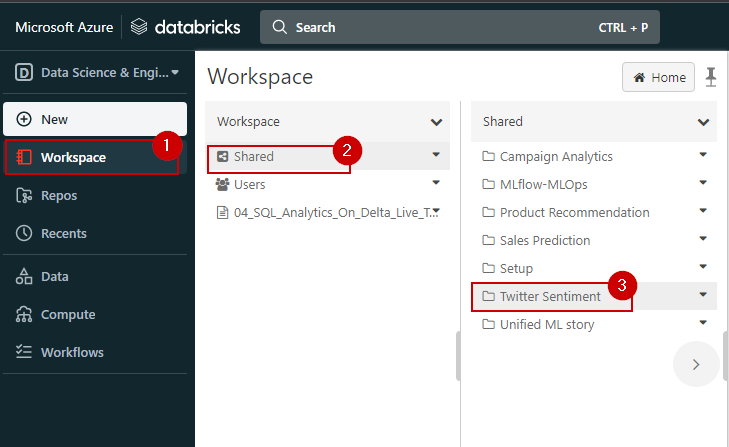 Microsoft Azure databricks Search CTRL + P
D Data Science & Engi...
New
Workspace 1
Repos
Recents
Data
Compute
Workflows
Workspace Home
Workspace
Shared 2
Users
04_SQL_Analytics_On_Delta_Live_T...
Shared
Campaign Analytics
MLflow-MLOps
Product Recommendation
Sales Prediction
Setup
Twitter Sentiment 3
Unified ML story